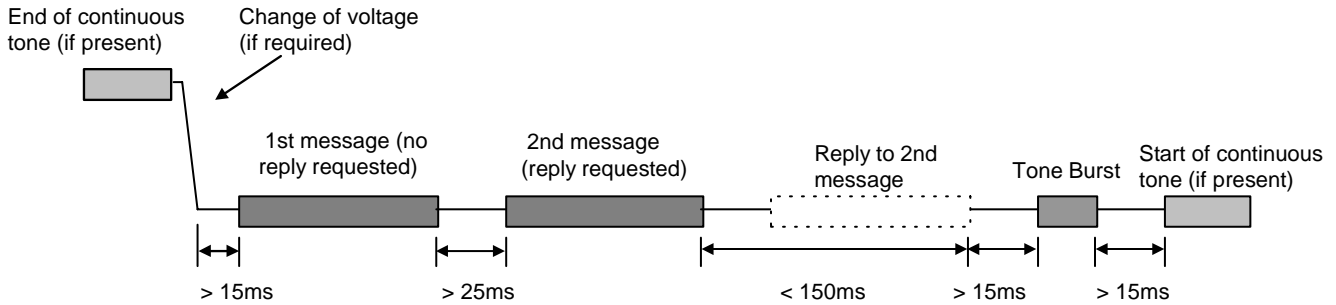 End of continuous
tone (if present)
Change of voltage
(if required)
1st message (no
reply requested)
2nd message
(reply requested)
Reply to 2nd
message
Tone Burst
Start of continuous
tone (if present)
> 15ms
> 25ms
< 150ms
> 15ms
> 15ms